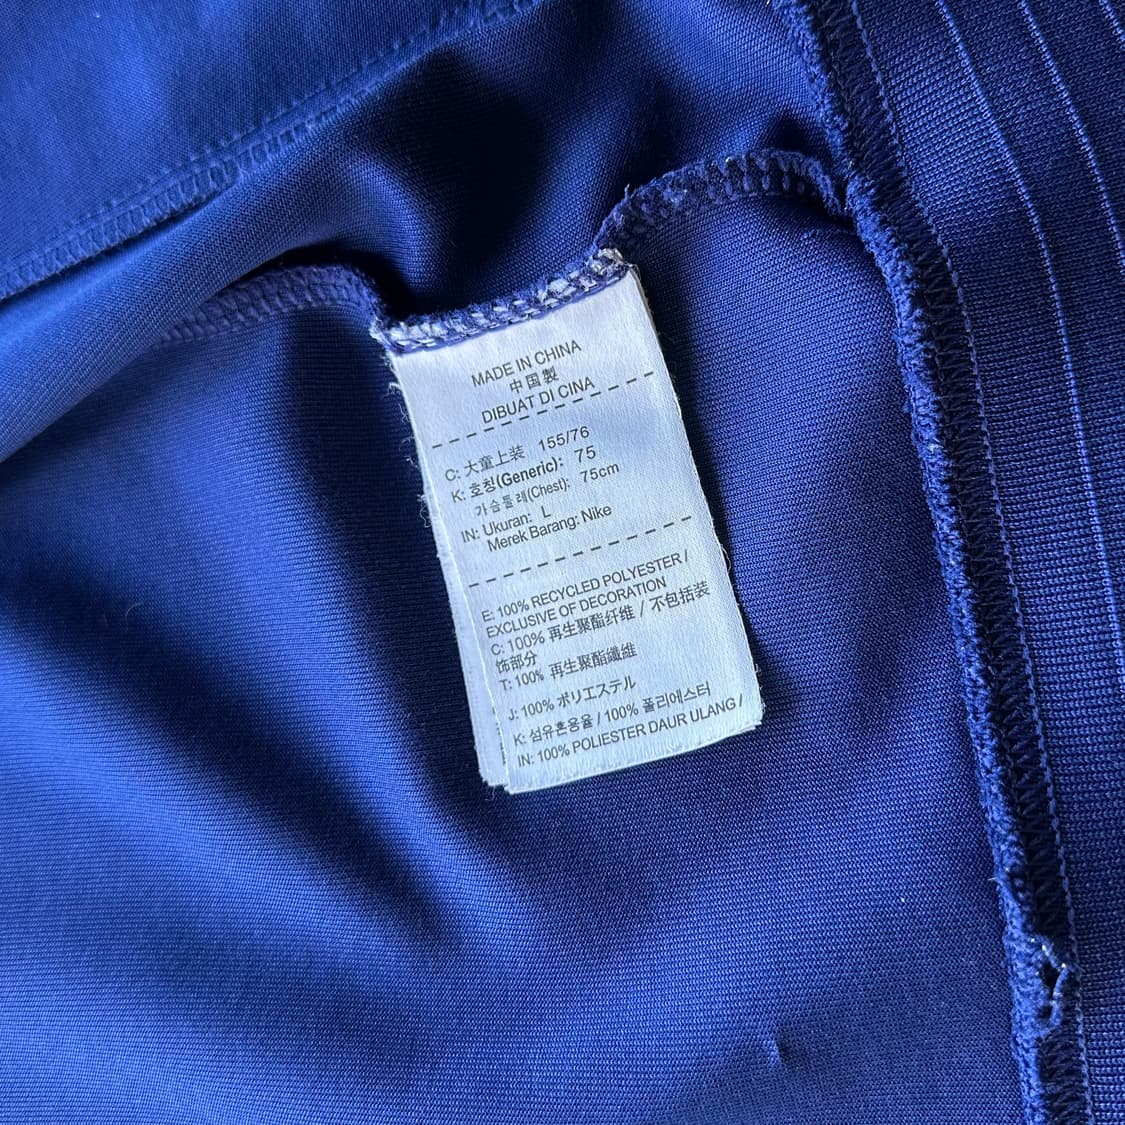 MADE IN CHINA
中国製
DIBUAT DI CINA
C: 大童上装 155/76
K: 호칭(Generic): 75
가슴둘레(Chest): 75cm
IN: Ukuran: L
Merek Barang: Nike
E: 100% RECYCLED POLYESTER /
EXCLUSIVE OF DECORATION
C: 100% 再生聚酯纤维 / 不包括装
饰部分
T: 100% 再生聚酯纖維
J: 100% ポリエステル
K: 섬유혼용율 / 100% 폴리에스터
IN: 100% POLIESTER DAUR ULANG /